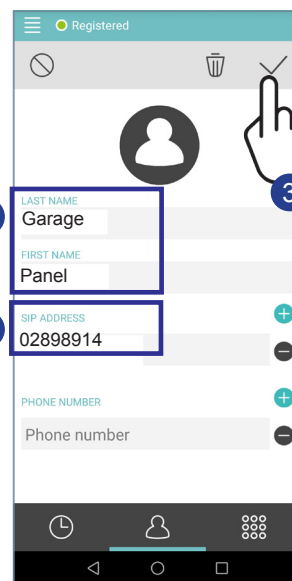 Registered
3
LAST NAME
Garage
FIRST NAME
Panel
SIP ADDRESS
02898914
PHONE NUMBER
Phone number